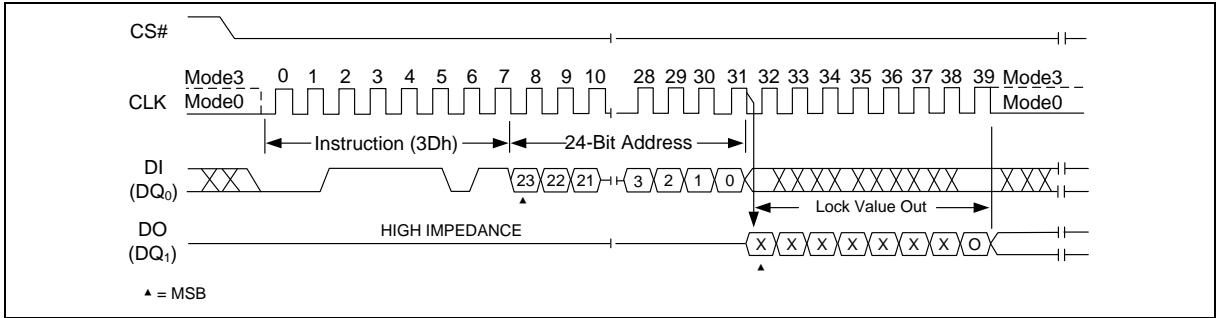 CS#
Mode3 0 1 2 3 4 5 6 7 8 9 10 28 29 30 31 32 33 34 35 36 37 38 39 Mode3
CLK Mode0 Mode0
Instruction (3Dh) 24-Bit Address
DI
(DQ0) 23 22 21 3 2 1 0
Lock Value Out
DO HIGH IMPEDANCE
(DQ1) X X X X X X X O
▲ = MSB